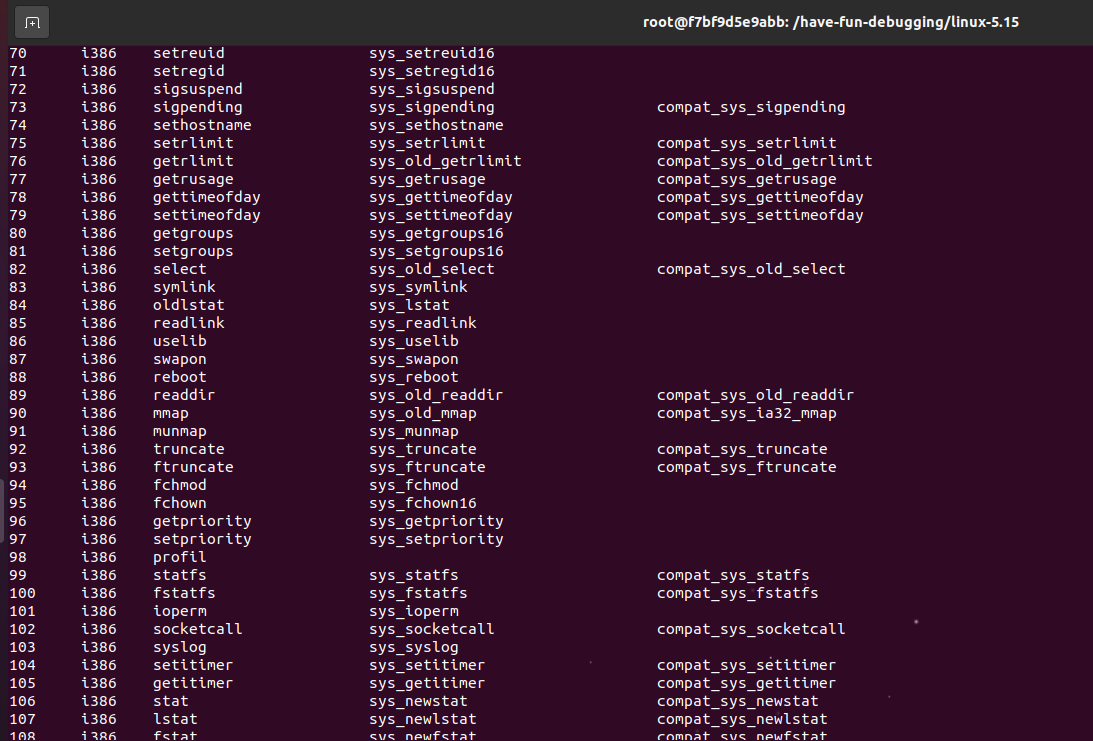 root@f7bf9d5e9abb: /have-fun-debugging/linux-5.15
70 i386 setreuid sys_setreuid16
71 i386 setregid sys_setregid16
72 i386 sigsuspend sys_sigsuspend
73 i386 sigpending sys_sigpending compat_sys_sigpending
74 i386 sethostname sys_sethostname
75 i386 setrlimit sys_setrlimit compat_sys_setrlimit
76 i386 getrlimit sys_old_getrlimit compat_sys_old_getrlimit
77 i386 getrusage sys_getrusage compat_sys_getrusage
78 i386 gettimeofday sys_gettimeofday compat_sys_gettimeofday
79 i386 settimeofday sys_settimeofday compat_sys_settimeofday
80 i386 getgroups sys_getgroups16
81 i386 setgroups sys_setgroups16
82 i386 select sys_old_select compat_sys_old_select
83 i386 symlink sys_symlink
84 i386 oldlstat sys_lstat
85 i386 readlink sys_readlink
86 i386 uselib sys_uselib
87 i386 swapon sys_swapon
88 i386 reboot sys_reboot
89 i386 readdir sys_old_readdir compat_sys_old_readdir
90 i386 mmap sys_old_mmap compat_sys_ia32_mmap
91 i386 munmap sys_munmap
92 i386 truncate sys_truncate compat_sys_truncate
93 i386 ftruncate sys_ftruncate compat_sys_ftruncate
94 i386 fchmod sys_fchmod
95 i386 fchown sys_fchown16
96 i386 getpriority sys_getpriority
97 i386 setpriority sys_setpriority
98 i386 profil
99 i386 statfs sys_statfs compat_sys_statfs
100 i386 fstatfs sys_fstatfs compat_sys_fstatfs
101 i386 ioperm sys_ioperm
102 i386 socketcall sys_socketcall compat_sys_socketcall
103 i386 syslog sys_syslog
104 i386 setitimer sys_setitimer compat_sys_setitimer
105 i386 getitimer sys_getitimer compat_sys_getitimer
106 i386 stat sys_newstat compat_sys_newstat
107 i386 lstat sys_newlstat compat_sys_newlstat
108 i386 fstat sys_newfstat compat_sys_newfstat